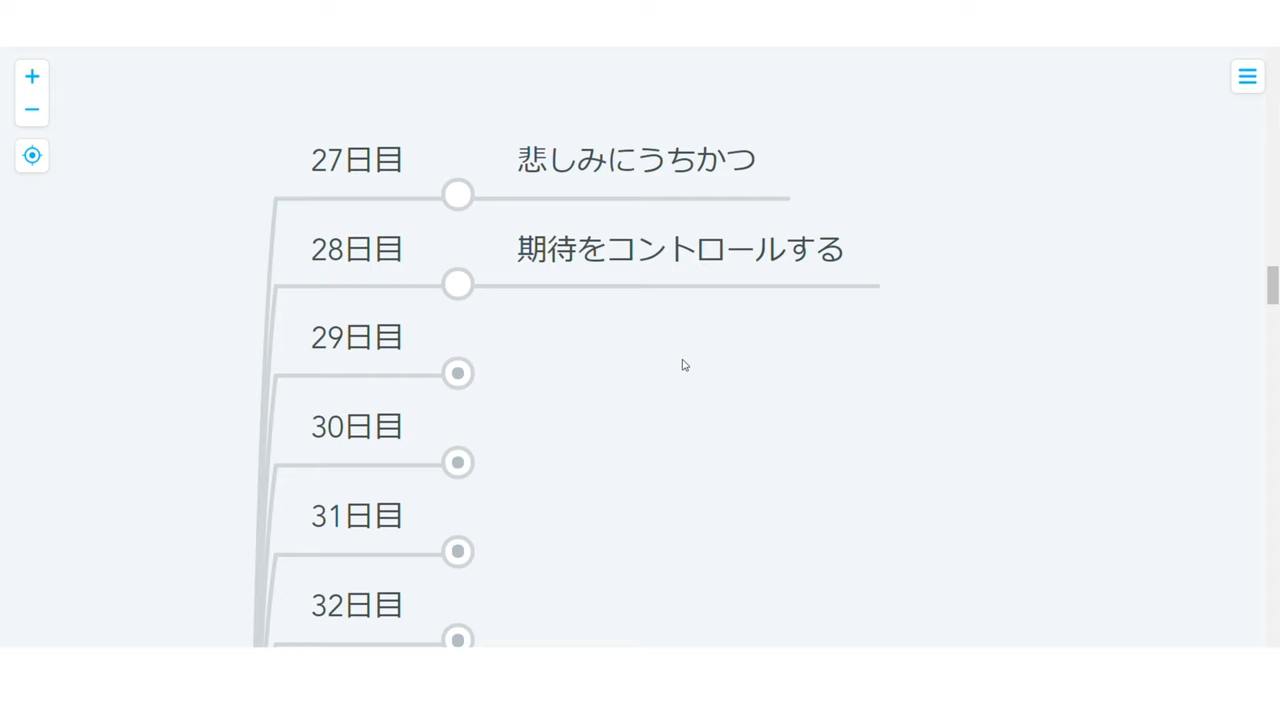 27日目 悲しみにうちかつ
28日目 期待をコントロールする
29日目
30日目
31日目
32日目